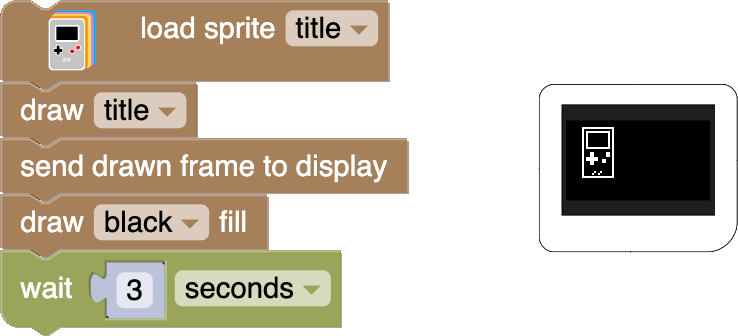 load sprite title
draw title
send drawn frame to display
draw black fill
wait 3 seconds